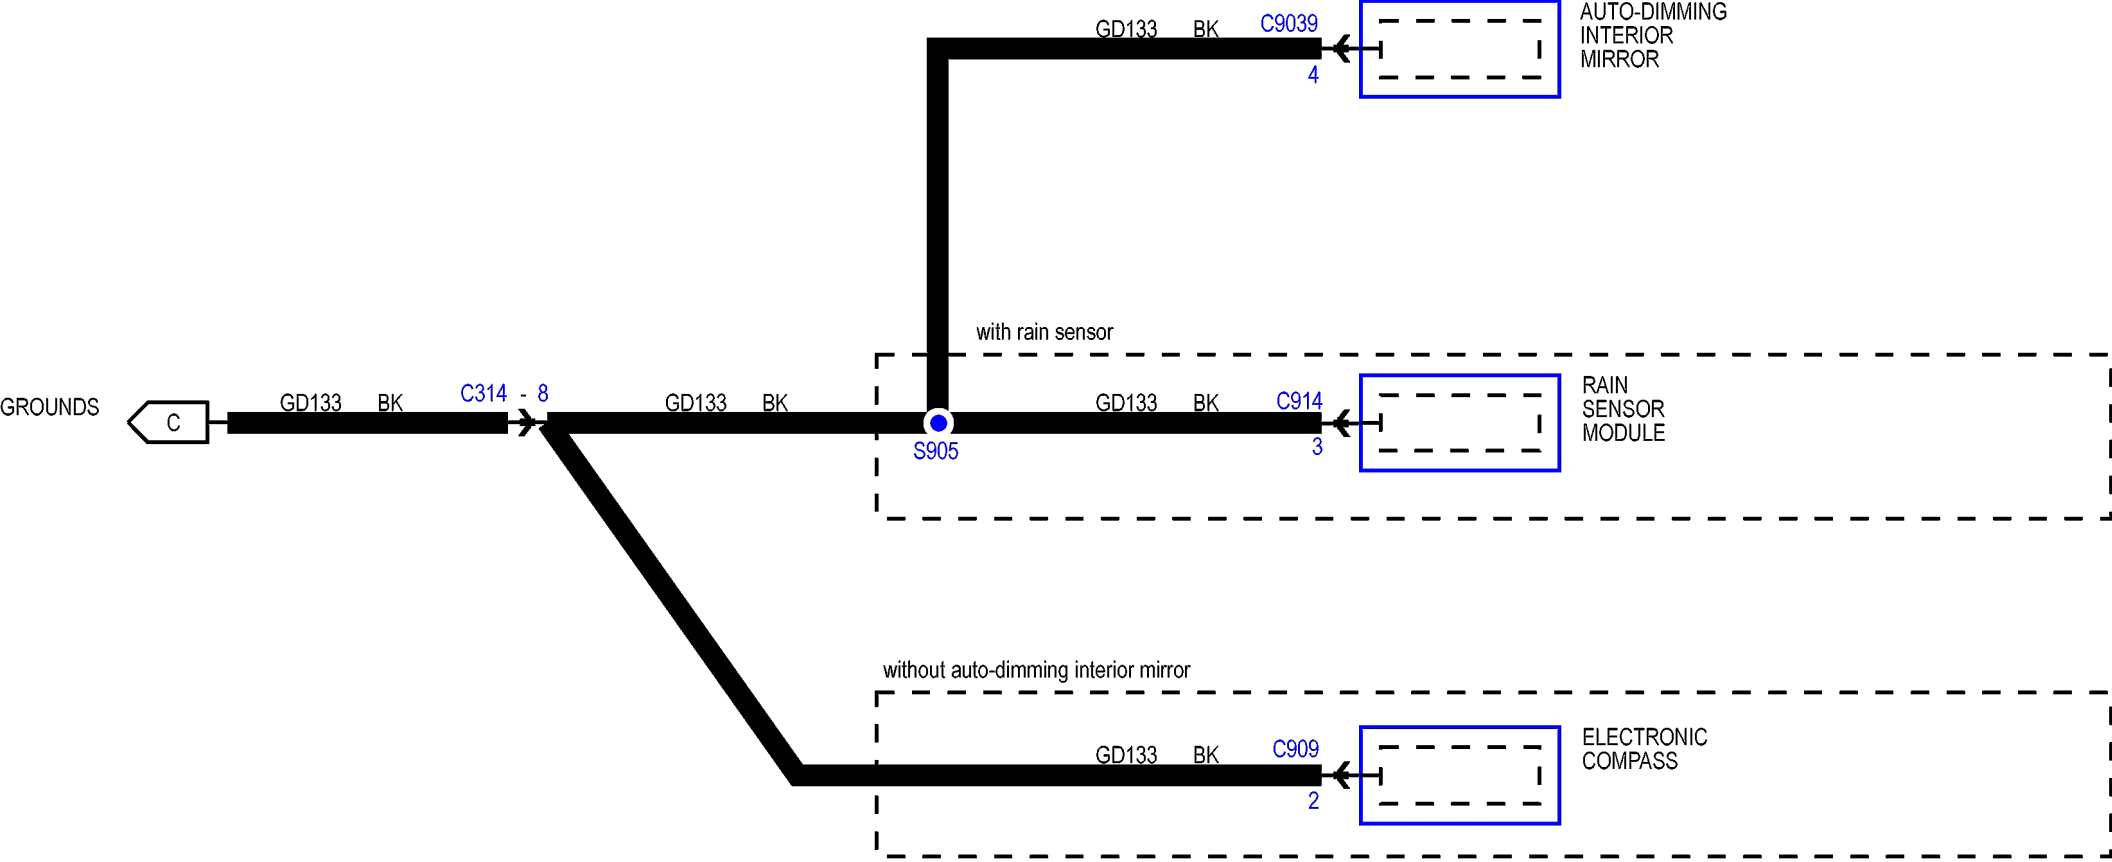 GD133 BK C9039
4
AUTO-DIMMING
INTERIOR
MIRROR
with rain sensor
GROUNDS
C
GD133 BK C314 - 8
GD133 BK
S905
GD133 BK C914
3
RAIN
SENSOR
MODULE
without auto-dimming interior mirror
GD133 BK C909
2
ELECTRONIC
COMPASS